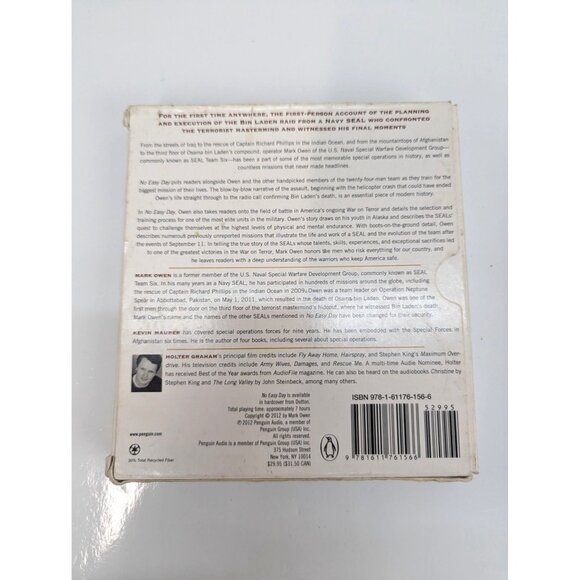 FOR THE FIRST TIME ANYWHERE, THE FIRST-PERSON ACCOUNT OF THE PLANNING
AND EXECUTION OF THE BIN LADEN RAID FROM A NAVY SEAL WHO CONFRONTED
THE TERRORIST MASTERMIND AND WITNESSED HIS FINAL MOMENTS
From the streets of Iraq to the rescue of Captain Richard Phillips in the Indian Ocean, and from the mountaintops of Afghanistan
to the third floor of Osama bin Laden's compound, operator Mark Owen of the U.S. Naval Special Warfare Development Group—
commonly known as SEAL Team Six—has been a part of some of the most memorable special operations in history, as well as
countless missions that never made headlines.
No Easy Day puts readers alongside Owen and the other handpicked members of the twenty-four-man team as they train for the
biggest mission of their lives. The blow-by-blow narrative of the assault, beginning with the helicopter crash that could have ended
Owen's life straight through to the radio call confirming Bin Laden's death, is an essential piece of modern history.
In No Easy Day, Owen also takes readers onto the field of battle in America's ongoing War on Terror and details the selection and
training process for one of the most elite units in the military. Owen's story draws on his youth in Alaska and describes the SEALs'
quest to challenge themselves at the highest levels of physical and mental endurance. With boots-on-the-ground detail, Owen
describes numerous previously unreported missions that illustrate the life and work of a SEAL and the evolution of the team after
the events of September 11. In telling the true story of the SEALs whose talents, skills, experiences, and exceptional sacrifices led
to one of the greatest victories in the War on Terror, Mark Owen honors the men who risk everything for our country, and
he leaves readers with a deep understanding of the warriors who keep America safe.
MARK OWEN is a former member of the U.S. Naval Special Warfare Development Group, commonly known as SEAL
Team Six. In his many years as a Navy SEAL, he has participated in hundreds of missions around the globe, including
the rescue of Captain Richard Phillips in the Indian Ocean in 2009. Owen was a team leader on Operation Neptune
Spear in Abbottabad, Pakistan, on May 1, 2011, which resulted in the death of Osama bin Laden. Owen was one of the
first men through the door on the third floor of the terrorist mastermind's hideout, where he witnessed Bin Laden's death.
Mark Owen's name and the names of the other SEALs mentioned in No Easy Day have been changed for their security.
KEVIN MAURER has covered special operations forces for nine years. He has been embedded with the Special Forces in
Afghanistan six times. He is the author of four books, including several about special operations.
HOLTER GRAHAM's principal film credits include Fly Away Home, Hairspray, and Stephen King's Maximum Over-
drive. His television credits include Army Wives, Damages, and Rescue Me. A multi-time Audie Nominee, Holter
has received Best of the Year awards from AudioFile magazine. He can also be heard on the audiobooks Christine by
Stephen King and The Long Valley by John Steinbeck, among many others.
No Easy Day is available
in hardcover from Dutton.
Total playing time: approximately 7 hours
Copyright © 2012 by Mark Owen
℗ 2012 Penguin Audio, a member of
Penguin Group (USA) Inc.
Penguin Audio is a member of Penguin Group (USA) Inc.
375 Hudson Street
New York, NY 10014
$29.95 ($31.50 CAN)
www.penguin.com
30% Total Recycled Fiber
ISBN 978-1-61176-156-6
52995
9 781611 761566